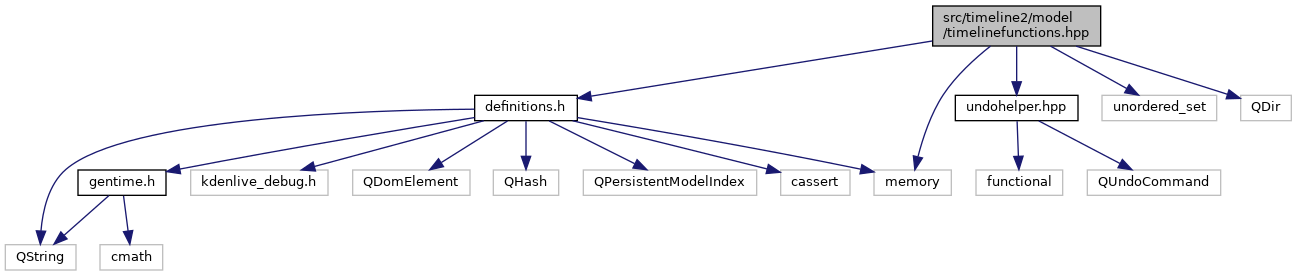 src/timeline2/model
/timelinefunctions.hpp
definitions.h
undohelper.hpp
unordered_set
QDir
gentime.h
kdenlive_debug.h
QDomElement
QHash
QPersistentModelIndex
cassert
memory
functional
QUndoCommand
QString
cmath